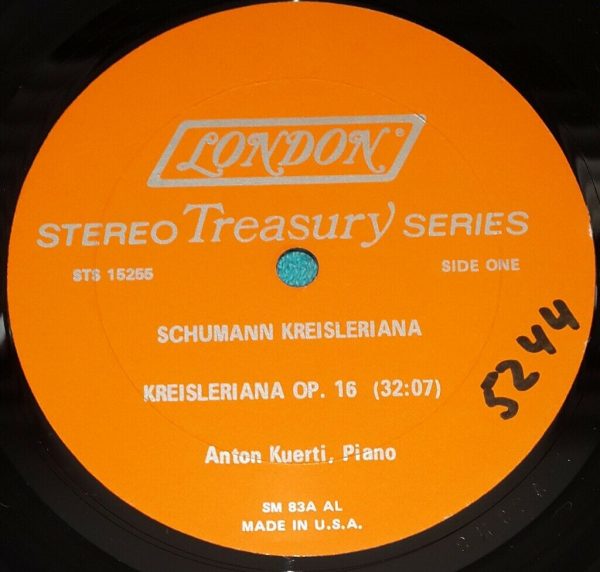 LONDON®
STEREO Treasury SERIES
STS 15255
SIDE ONE
SCHUMANN KREISLERIANA
KREISLERIANA OP. 16 (32:07)
Anton Kuerti, Piano
5244
SM 83A AL
MADE IN U.S.A.